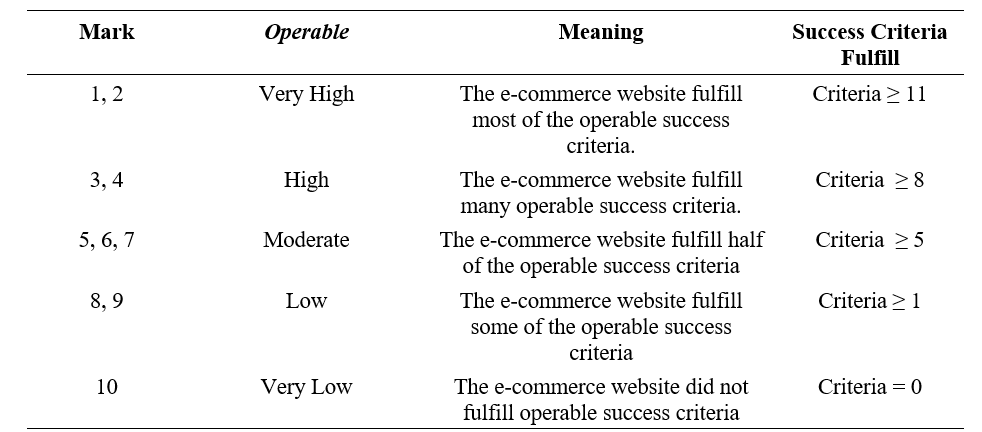 Mark Operable Meaning Success Criteria
Fulfill
1, 2 Very High The e-commerce website fulfill Criteria ≥ 11
most of the operable success
criteria.
3, 4 High The e-commerce website fulfill Criteria ≥ 8
many operable success criteria.
5, 6, 7 Moderate The e-commerce website fulfill half Criteria ≥ 5
of the operable success criteria
8, 9 Low The e-commerce website fulfill Criteria ≥ 1
some of the operable success
criteria
10 Very Low The e-commerce website did not Criteria = 0
fulfill operable success criteria